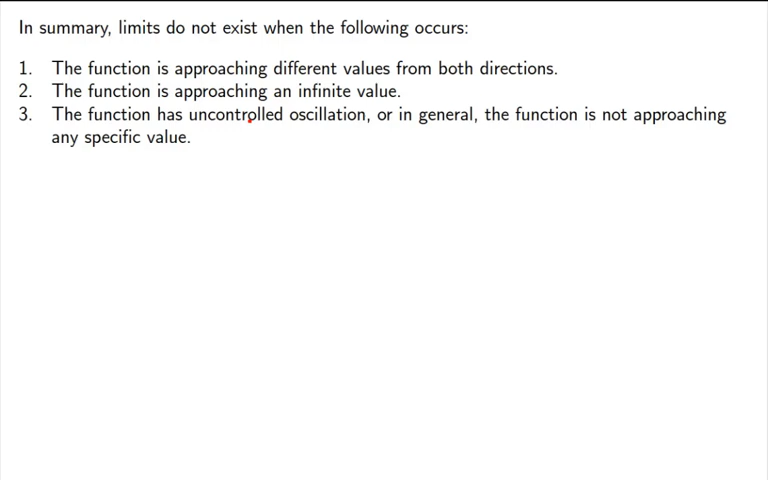 In summary, limits do not exist when the following occurs:
1. The function is approaching different values from both directions.
2. The function is approaching an infinite value.
3. The function has uncontrolled oscillation, or in general, the function is not approaching
any specific value.